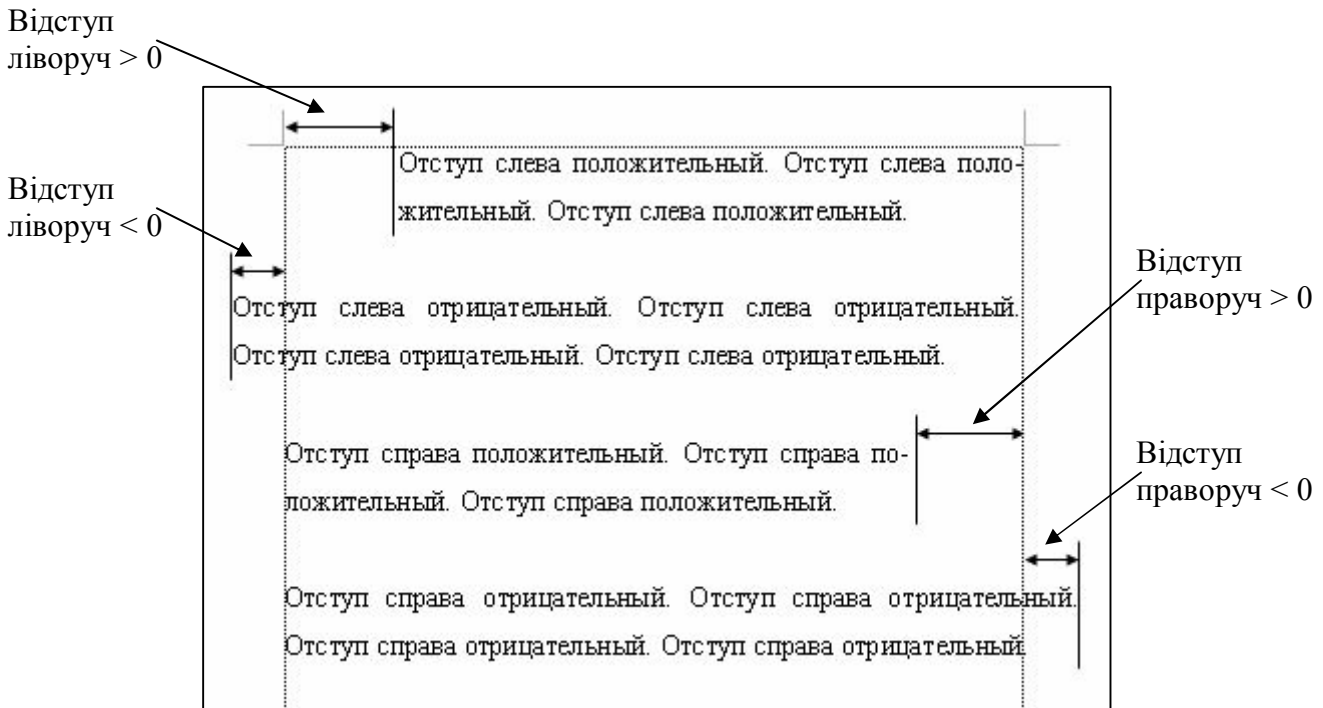 Відступ
ліворуч > 0
Отступ слева положительный. Отступ слева поло-
жительный. Отступ слева положительный.
Відступ
ліворуч < 0
Отступ слева отрицательный. Отступ слева отрицательный.
Отступ слева отрицательный. Отступ слева отрицательный.
Відступ
праворуч > 0
Отступ справа положительный. Отступ справа по-
ложительный. Отступ справа положительный.
Відступ
праворуч < 0
Отступ справа отрицательный. Отступ справа отрицательный.
Отступ справа отрицательный. Отступ справа отрицательный.